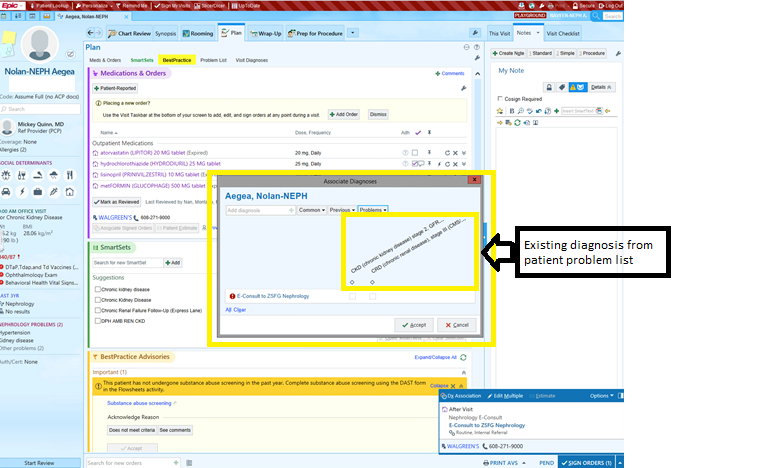 Epic
Patient Lookup
Personalize
Remind Me
Sign My Visits
SlicerDicer
UpToDate
Print
Secure
Log Out
PLAYGROUND
Aegea, Nolan-NEPH
Search
Chart Review
Synopsis
Rooming
Plan
Wrap-Up
Prep for Procedure
This Visit
Notes
Visit Checklist
Plan
Meds & Orders
SmartSets
BestPractice
Problem List
Visit Diagnoses
Create Note
Standard
Simple
Procedure
My Note
Details
Cosign Required
Nolan-NEPH Aegea
Code: Assume Full (no ACP docs)
Search
Mickey Quinn, MD
Ref Provider (PCP)
Coverage: None
Allergies:
SOCIAL DETERMINANTS
:00 AM OFFICE VISIT
or Chronic Kidney Disease
BMI:
28.06 kg/m²
DTaP,Tdap,and Td Vaccines (...
Ophthalmology Exam
Behavioral Health Vital Signs...
AST 3YR
Nephrology
No results
NEPHROLOGY PROBLEMS (2)
Hypertension
Kidney disease
Other problems (2)
Auth/Cert: None
Start Review
Medications & Orders
Comments
Patient-Reported
Placing a new order?
Use the Visit Taskbar at the bottom of your screen to add, edit, and sign orders at any point during a visit.
Add Order
Dismiss
Name
Dose, Frequency
Adh
Outpatient Medications
atorvastatin (LIPITOR) 20 MG tablet (Expired)
20 mg, Daily
hydrochlorothiazide (HYDRODIURIL) 25 MG tablet
25 mg, Daily
lisinopril (PRINIVIL,ZESTRIL) 10 MG tablet
metFORMIN (GLUCOPHAGE) 500 MG tablet
Mark as Reviewed
WALGREEN'S
608-271-9000
Associate Signed Orders
Patient Estimate
SmartSets
Search for new SmartSet
Add
Suggestions
Chronic kidney disease
Chronic Kidney Disease
Chronic Renal Failure Follow-Up (Express Lane)
DPH AMB REN CKD
Associate Diagnoses
Aegea, Nolan-NEPH
Add diagnosis
Common
Previous
Problems
CKD (chronic kidney disease) stage 2, GFR...
CRD (chronic renal disease), stage III (CMS/...
E-Consult to ZSFG Nephrology
All Clear
Accept
Cancel
Existing diagnosis from
patient problem list
BestPractice Advisories
Expand/Collapse All
Important (1)
This patient has not undergone substance abuse screening in the past year. Complete substance abuse screening using the DAST form
in the Flowsheets activity.
Collapse
Substance abuse screening
Acknowledge Reason
Does not meet criteria
See comments
Accept
Dx Association
Edit Multiple
Estimate
Options
After Visit
Nephrology E-Consult
E-Consult to ZSFG Nephrology
Routine, Internal Referral
WALGREEN'S
608-271-9000
Search for new orders
PRINT AVS
PEND
SIGN ORDERS (1)